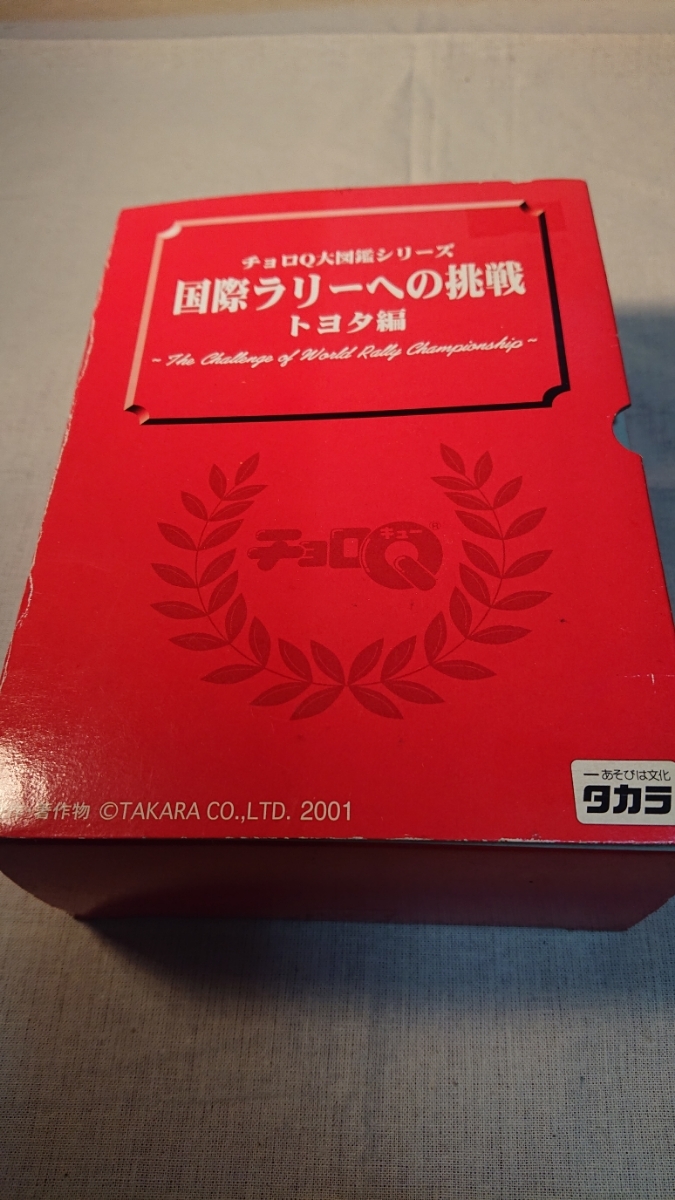 チョロQ大図鑑シリーズ
国際ラリーへの挑戦
トヨタ編
~ The Challenge of World Rally Championship ~
チョロQ®
キュー
著作物 ©TAKARA CO.,LTD. 2001
ーあそびは文化
タカラ